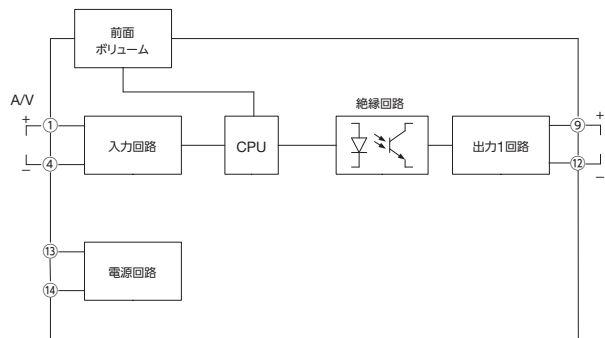 前面
ボリューム
A/V
+
①
−
④
入力回路
CPU
絶縁回路
出力1回路
⑨
+
⑫
−
⑬
⑭
電源回路